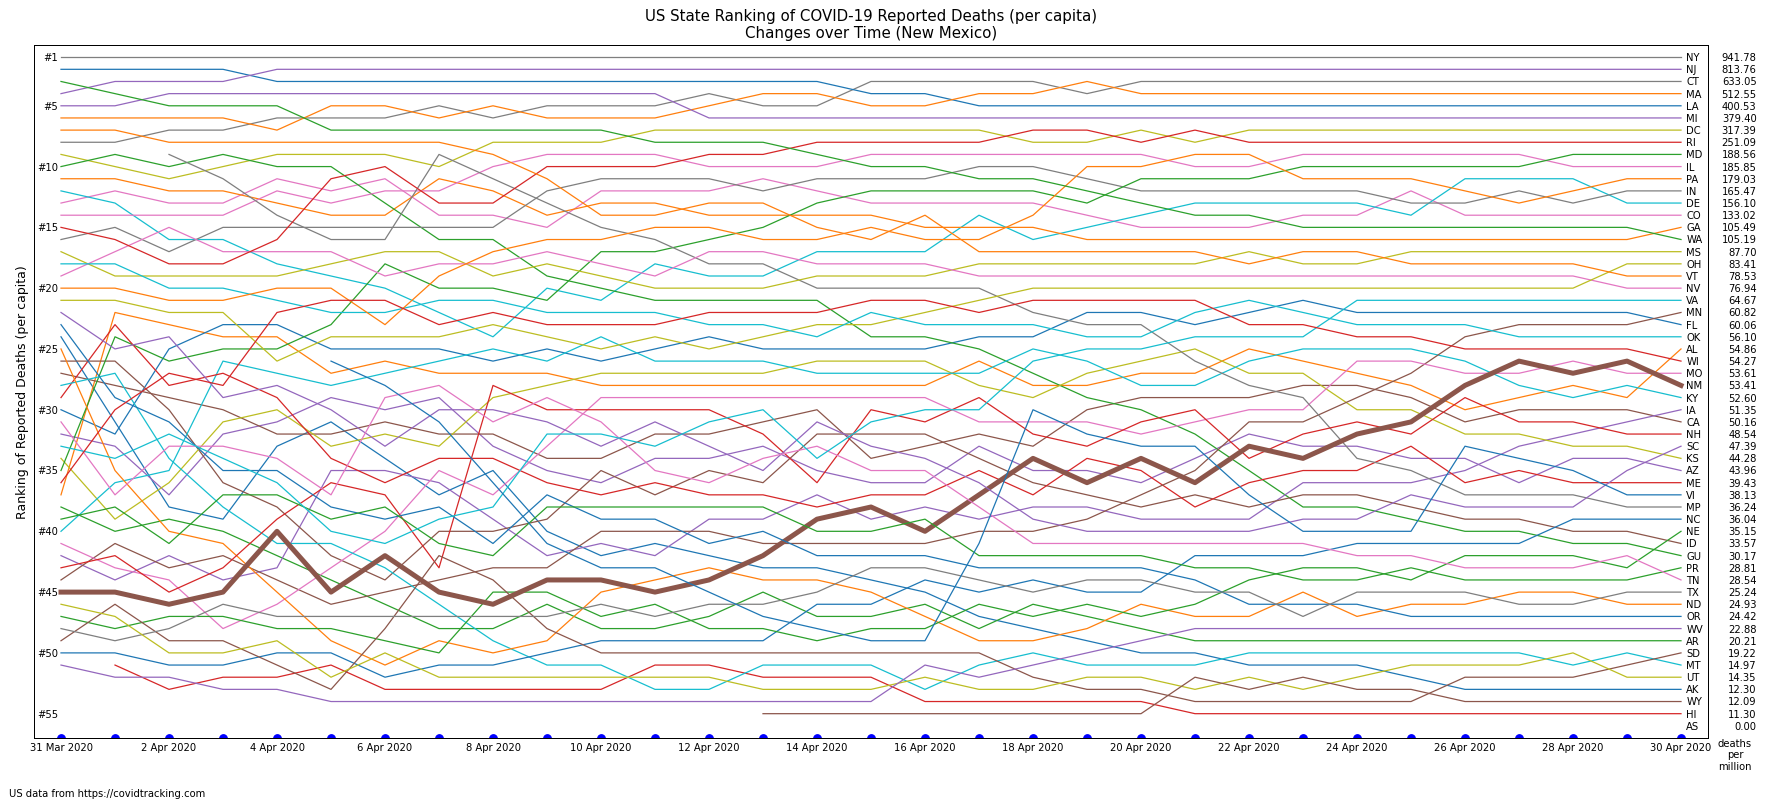 US State Ranking of COVID-19 Reported Deaths (per capita)
Changes over Time (New Mexico)
Ranking of Reported Deaths (per capita)
#1
#5
#10
#15
#20
#25
#30
#35
#40
#45
#50
#55
NY 941.78
NJ 813.76
CT 633.05
MA 512.55
LA 400.53
MI 379.40
DC 317.39
RI 251.09
MD 188.56
IL 185.85
PA 179.03
IN 165.47
DE 156.10
CO 133.02
GA 105.49
WA 105.19
MS 87.70
OH 83.41
VT 78.53
NV 76.94
VA 64.67
MN 60.82
FL 60.06
OK 56.10
AL 54.86
WI 54.27
MO 53.61
NM 53.41
KY 52.60
IA 51.35
CA 50.16
NH 48.54
SC 47.39
KS 44.28
AZ 43.96
ME 39.43
VI 38.13
MP 36.24
NC 36.04
NE 35.15
ID 33.57
GU 30.17
PR 28.81
TN 28.54
TX 25.24
ND 24.93
OR 24.42
WV 22.88
AR 20.21
SD 19.22
MT 14.97
UT 14.35
AK 12.30
WY 12.09
HI 11.30
AS 0.00
31 Mar 2020 2 Apr 2020 4 Apr 2020 6 Apr 2020 8 Apr 2020 10 Apr 2020 12 Apr 2020 14 Apr 2020 16 Apr 2020 18 Apr 2020 20 Apr 2020 22 Apr 2020 24 Apr 2020 26 Apr 2020 28 Apr 2020 30 Apr 2020
deaths
per
million
US data from https://covidtracking.com